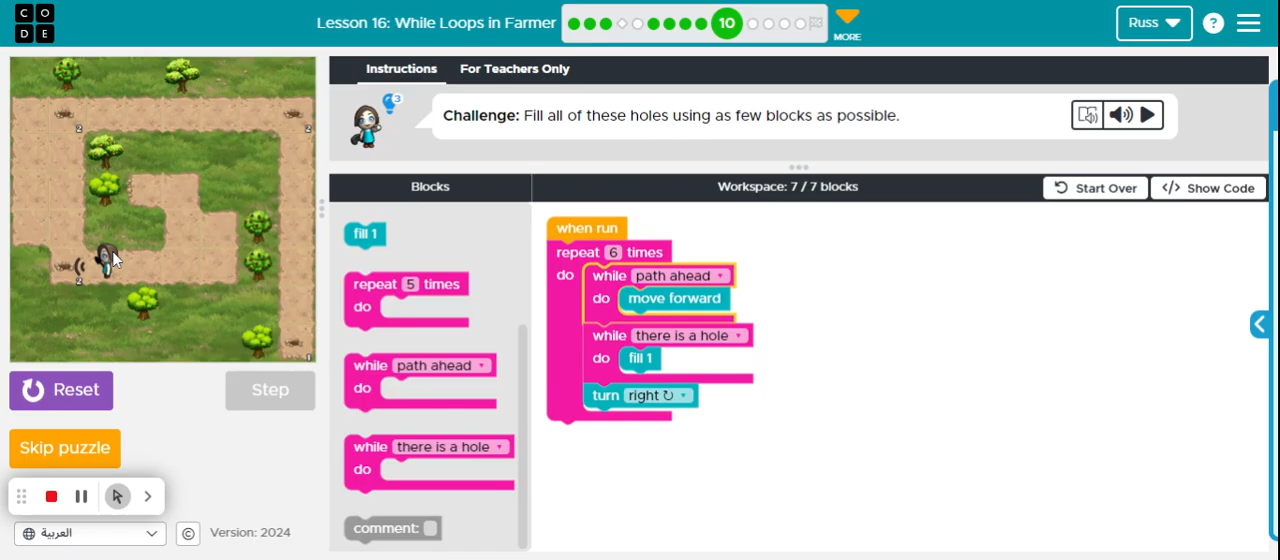 CODE
Lesson 16: While Loops in Farmer
10
MORE
Russ
?
Instructions
For Teachers Only
3
Challenge: Fill all of these holes using as few blocks as possible.
Blocks
Workspace: 7 / 7 blocks
Start Over
</> Show Code
2
2
2
1
fill 1
repeat 5 times
do
while path ahead
do
while there is a hole
do
comment:
when run
repeat 6 times
do
while path ahead
do move forward
while there is a hole
do fill 1
turn right ↻
Reset
Step
Skip puzzle
العربية
©
Version: 2024